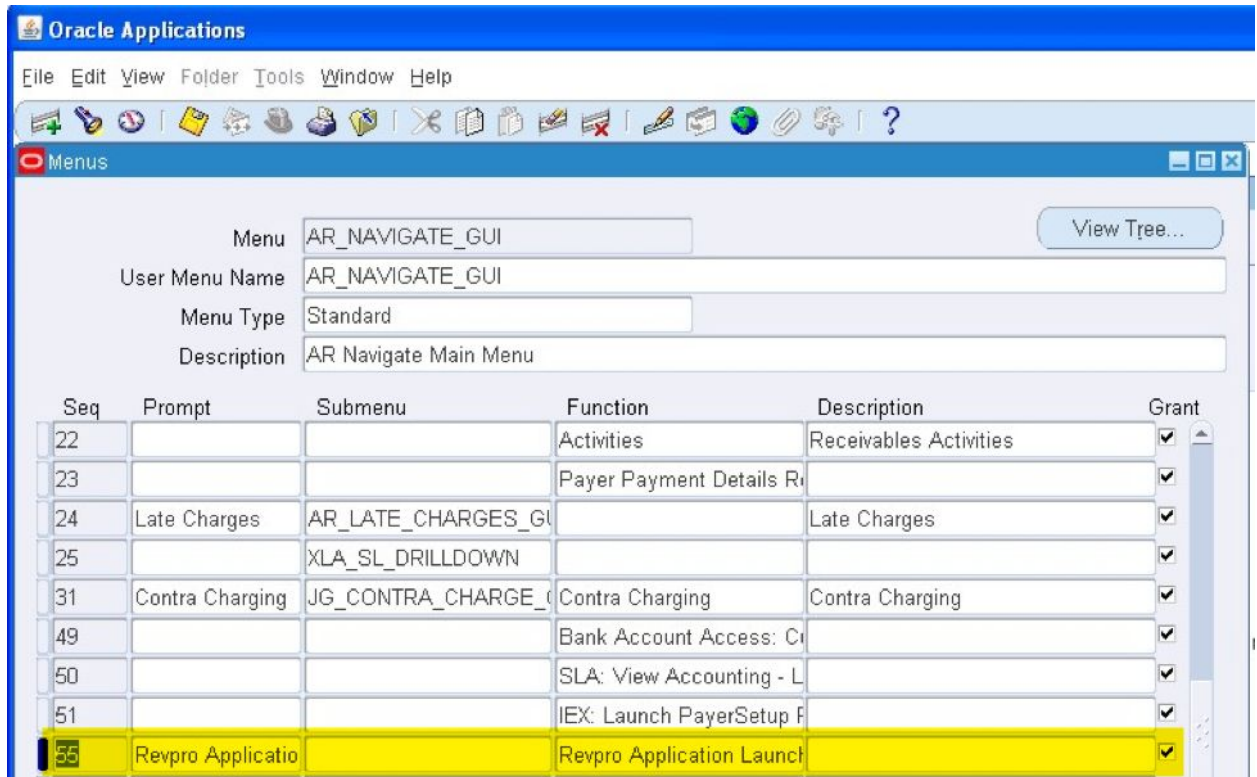 Oracle Applications
File Edit View Folder Tools Window Help
?
Menus
Menu AR_NAVIGATE_GUI View Tree...
User Menu Name AR_NAVIGATE_GUI
Menu Type Standard
Description AR Navigate Main Menu
Seq Prompt Submenu Function Description Grant
22 Activities Receivables Activities
23 Payer Payment Details
24 Late Charges AR_LATE_CHARGES_GU Late Charges
25 XLA_SL_DRILLDOWN
31 Contra Charging JG_CONTRA_CHARGE_ Contra Charging Contra Charging
49 Bank Account Access:
50 SLA: View Accounting - L
51 IEX: Launch PayerSetup
55 Revpro Applicatio Revpro Application Launch